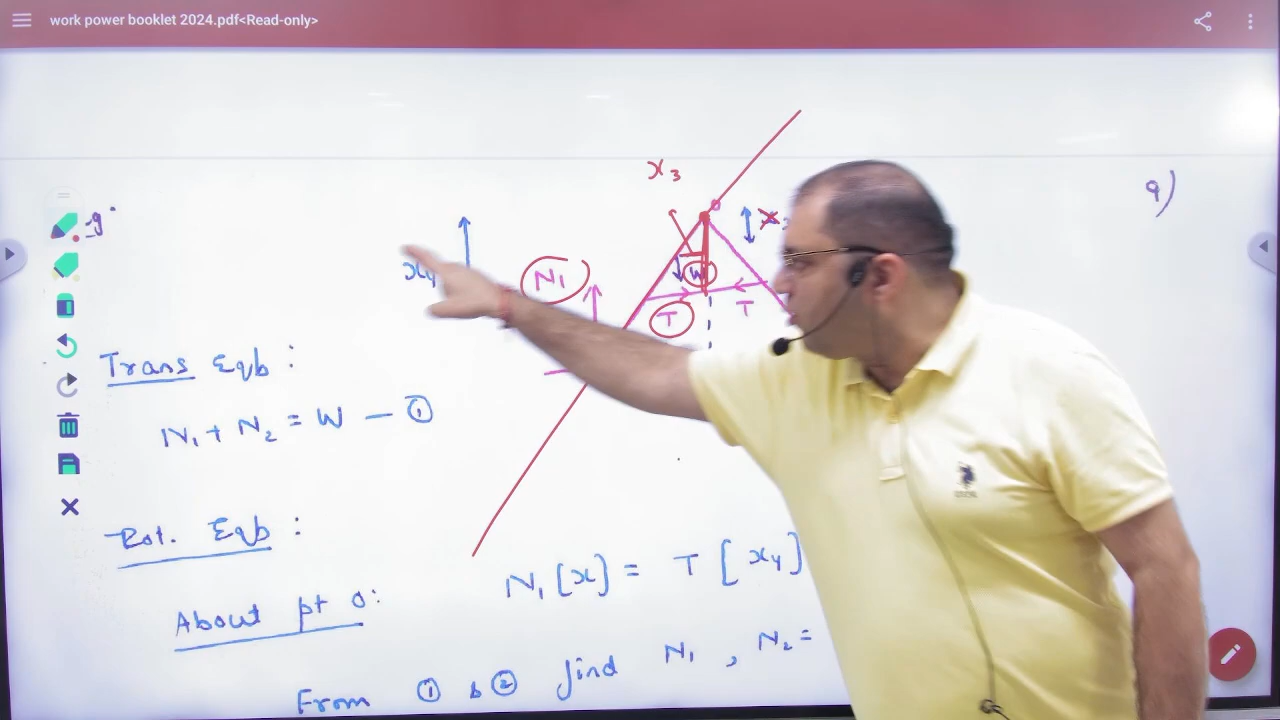 work power booklet 2024.pdf<Read-only>
x₃
9)
x₄
N₁
W
T
T
Trans Eqb :
N₁ + N₂ = W — ①
Rot. Eqb :
N₁ [x] = T [x₄]
About pt O:
From ① & ② find N₁ , N₂ =